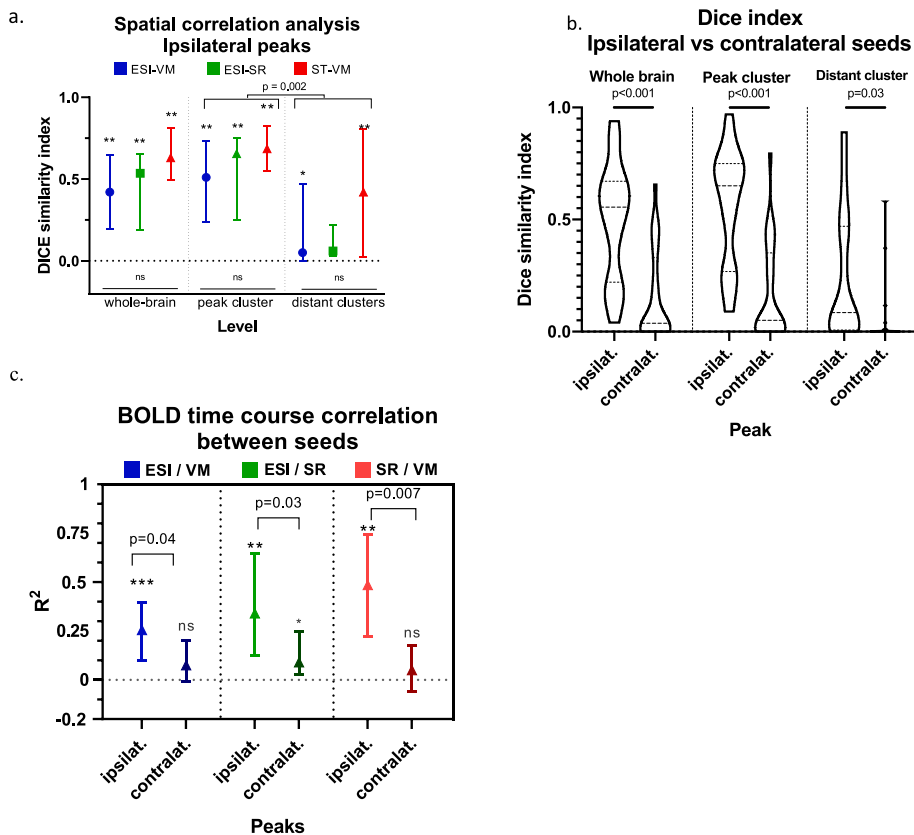 a.
Spatial correlation analysis
Ipsilateral peaks
ESI-VM ESI-SR ST-VM
p = 0.002
** ** ** ** ** ** * **
1.0
0.5
0.0
DICE similarity index
ns ns ns
whole-brain peak cluster distant clusters
Level
b.
Dice index
Ipsilateral vs contralateral seeds
Whole brain Peak cluster Distant cluster
p<0.001 p<0.001 p=0.03
1.0
0.5
0.0
Dice similarity index
ipsilat. contralat. ipsilat. contralat. ipsilat. contralat.
Peak
c.
BOLD time course correlation
between seeds
ESI / VM ESI / SR SR / VM
p=0.04 p=0.03 p=0.007
*** ns ** * ** ns
1
0.75
0.5
0.25
0
-0.2
R2
ipsilat. contralat. ipsilat. contralat. ipsilat. contralat.
Peaks